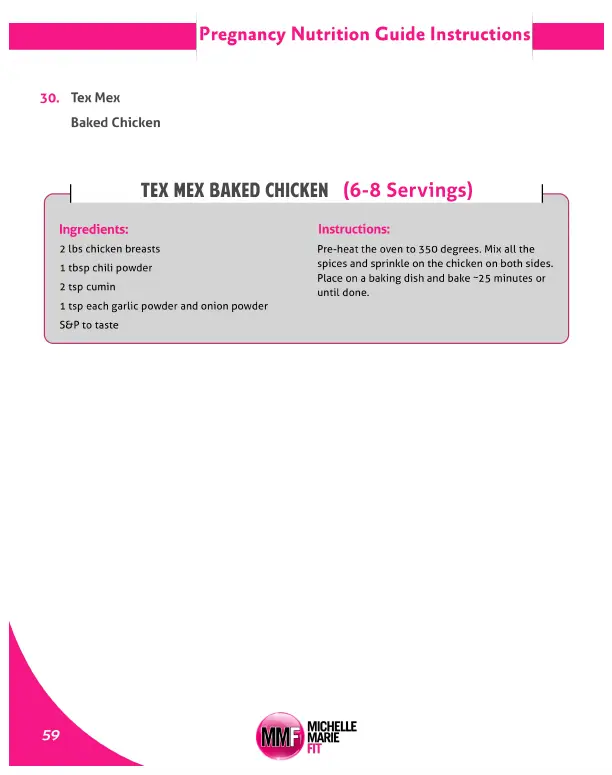 Pregnancy Nutrition Guide Instructions
30. Tex Mex
Baked Chicken
TEX MEX BAKED CHICKEN (6-8 Servings)
Ingredients:
2 lbs chicken breasts
1 tbsp chili powder
2 tsp cumin
1 tsp each garlic powder and onion powder
S&P to taste
Instructions:
Pre-heat the oven to 350 degrees. Mix all the
spices and sprinkle on the chicken on both sides.
Place on a baking dish and bake ~25 minutes or
until done.
59
MMF
MICHELLE
MARIE
FIT